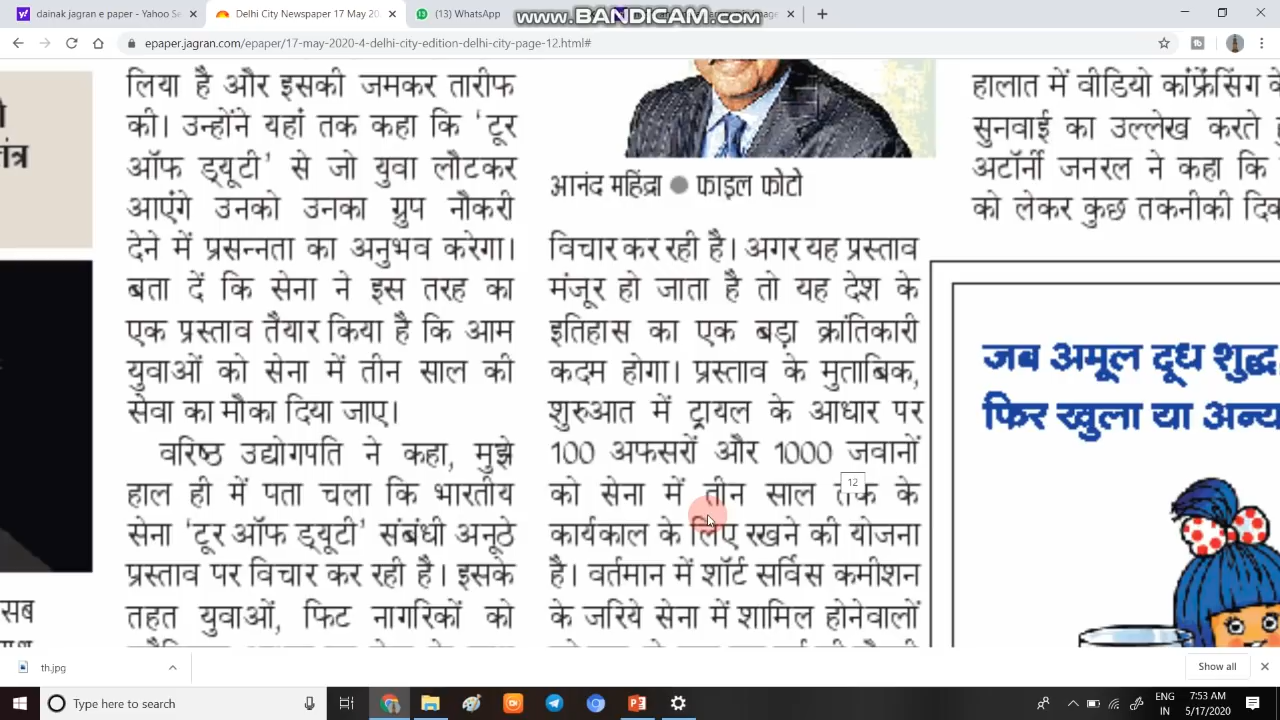 dainaik jagran e paper - Yahoo Se
Delhi City Newspaper 17 May 20
(13) WhatsApp
www.BANDICAM.com
epaper.jagran.com/epaper/17-may-2020-4-delhi-city-edition-delhi-city-page-12.html#
तंत्र
लिया है और इसकी जमकर तारीफ
की। उन्होंने यहां तक कहा कि 'टूर
ऑफ ड्यूटी' से जो युवा लौटकर
आएंगे उनको उनका ग्रुप नौकरी
देने में प्रसन्नता का अनुभव करेगा।
बता दें कि सेना ने इस तरह का
एक प्रस्ताव तैयार किया है कि आम
युवाओं को सेना में तीन साल की
सेवा का मौका दिया जाए।
वरिष्ठ उद्योगपति ने कहा, मुझे
हाल ही में पता चला कि भारतीय
सेना 'टूर ऑफ ड्यूटी' संबंधी अनूठे
प्रस्ताव पर विचार कर रही है। इसके
तहत युवाओं, फिट नागरिकों को
सब
आनंद महिंद्रा ● फाइल फोटो
विचार कर रही है। अगर यह प्रस्ताव
मंजूर हो जाता है तो यह देश के
इतिहास का एक बड़ा क्रांतिकारी
कदम होगा। प्रस्ताव के मुताबिक,
शुरुआत में ट्रायल के आधार पर
100 अफसरों और 1000 जवानों
को सेना में तीन साल तक के
कार्यकाल के लिए रखने की योजना
है। वर्तमान में शॉर्ट सर्विस कमीशन
के जरिये सेना में शामिल होनेवालों
12
हालात में वीडियो कांफ्रेंसिंग के
सुनवाई का उल्लेख करते
अटॉर्नी जनरल ने कहा कि
को लेकर कुछ तकनीकी
जब अमूल दूध शुद्ध,
फिर खुला या
th.jpg
Show all
Type here to search
ENG
IN
7:53 AM
5/17/2020